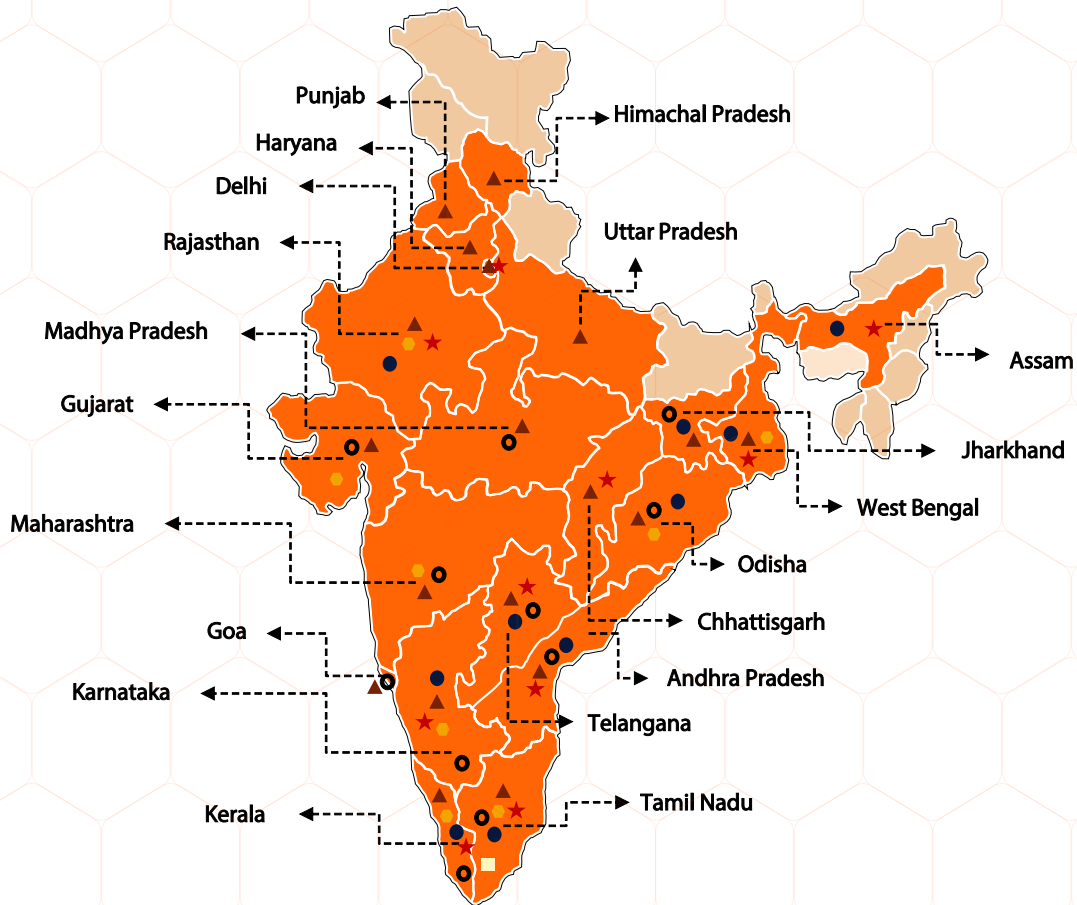 Punjab
Himachal Pradesh
Haryana
Delhi
Uttar Pradesh
Rajasthan
Madhya Pradesh
Assam
Gujarat
Jharkhand
West Bengal
Maharashtra
Odisha
Chhattisgarh
Goa
Andhra Pradesh
Karnataka
Telangana
Tamil Nadu
Kerala